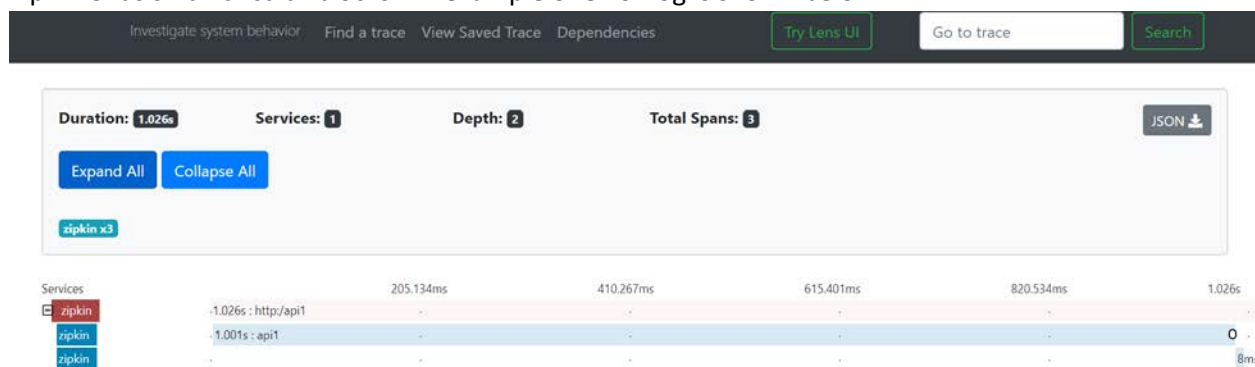 Investigate system behavior Find a trace View Saved Trace Dependencies Try Lens UI Go to trace Search
Duration: 1.026s Services: 1 Depth: 2 Total Spans: 3 JSON
Expand All Collapse All
zipkin x3
Services 205.134ms 410.267ms 615.401ms 820.534ms 1.026s
zipkin 1.026s : http:/api1
zipkin 1.001s : api1
zipkin 8ms